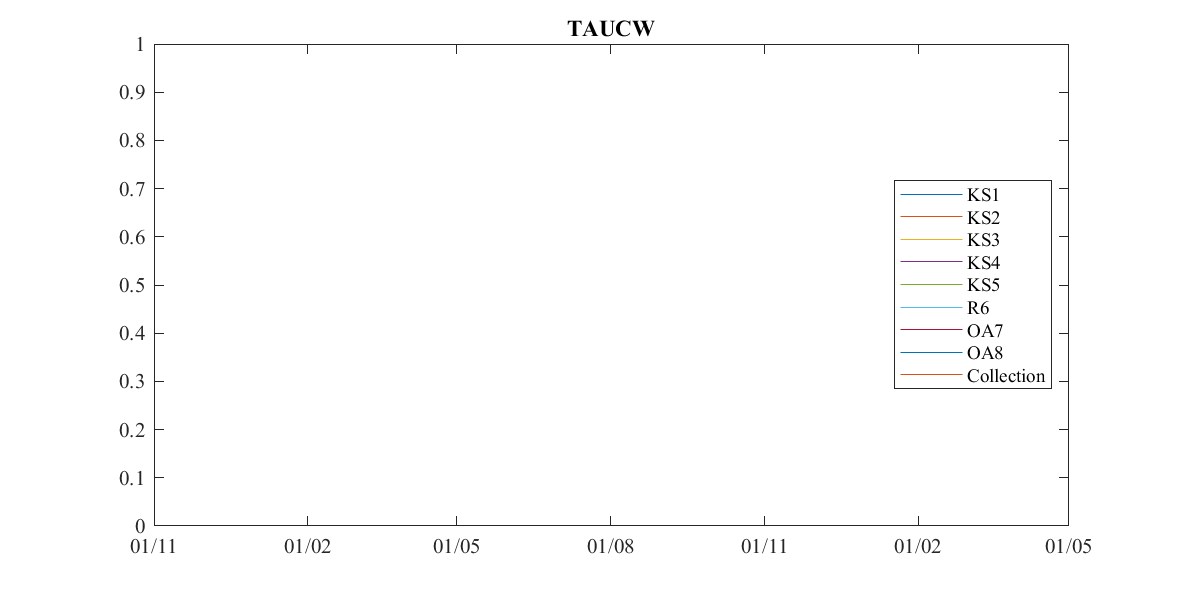 TAUCW
1
0.9
0.8
0.7
0.6
0.5
0.4
0.3
0.2
0.1
0
KS1
KS2
KS3
KS4
KS5
R6
OA7
OA8
Collection
01/11 01/02 01/05 01/08 01/11 01/02 01/05